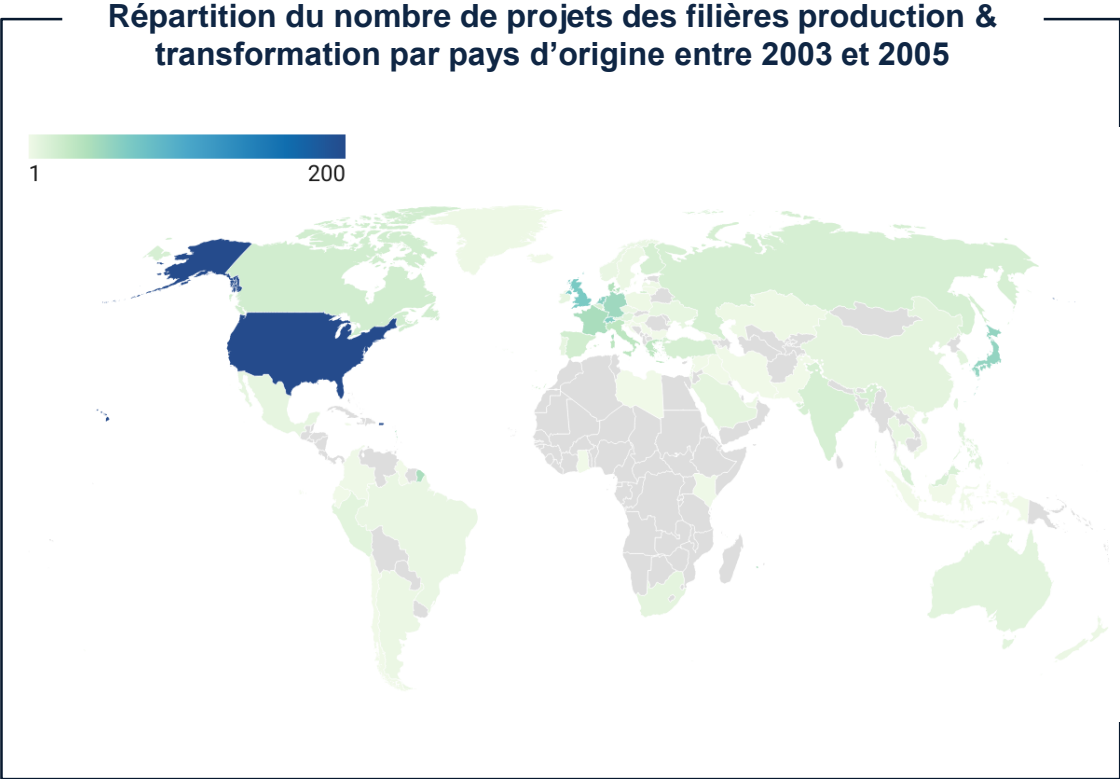 Répartition du nombre de projets des filières production &
transformation par pays d’origine entre 2003 et 2005
1
200